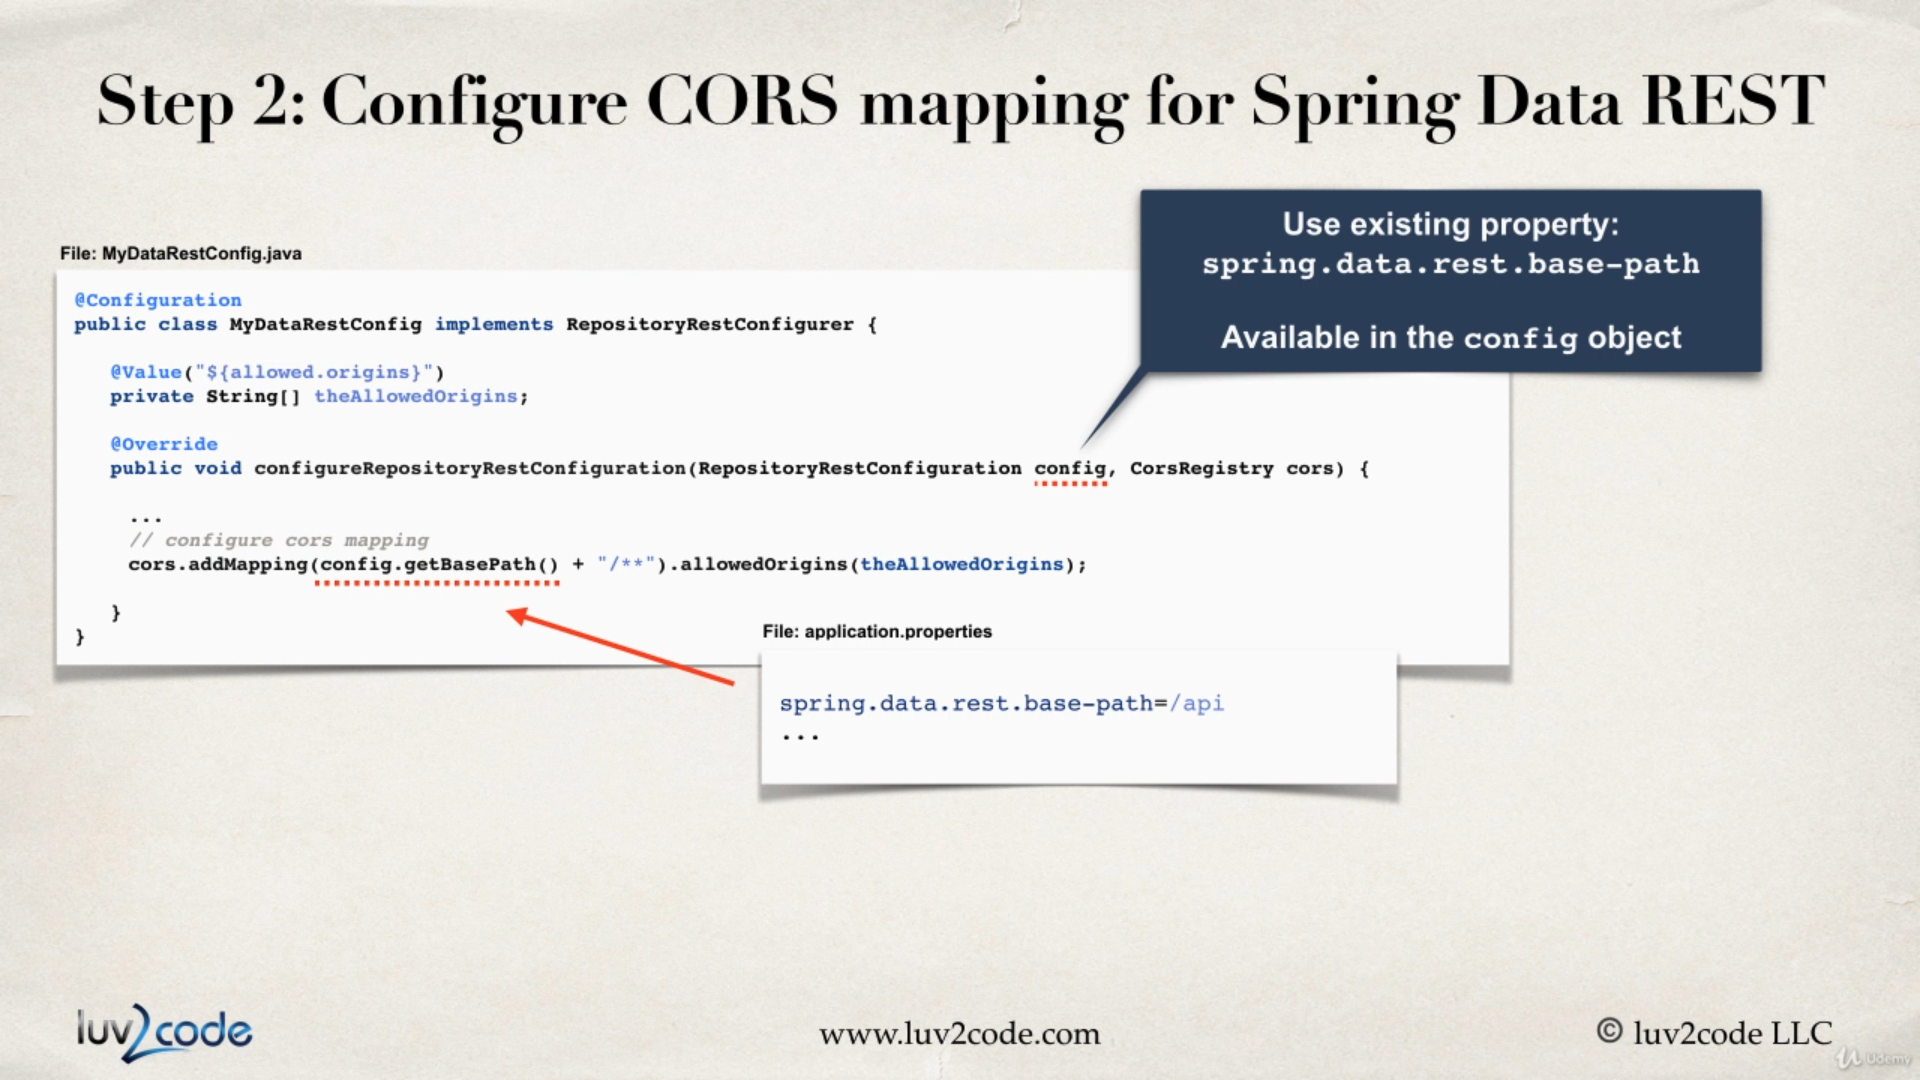 Step 2: Configure CORS mapping for Spring Data REST
Use existing property:
spring.data.rest.base-path
Available in the config object
File: MyDataRestConfig.java
@Configuration
public class MyDataRestConfig implements RepositoryRestConfigurer {
@Value("${allowed.origins}")
private String[] theAllowedOrigins;
@Override
public void configureRepositoryRestConfiguration(RepositoryRestConfiguration config, CorsRegistry cors) {
...
// configure cors mapping
cors.addMapping(config.getBasePath() + "/**").allowedOrigins(theAllowedOrigins);
}
}
File: application.properties
spring.data.rest.base-path=/api
...
luv2code
www.luv2code.com
© luv2code LLC
Udemy